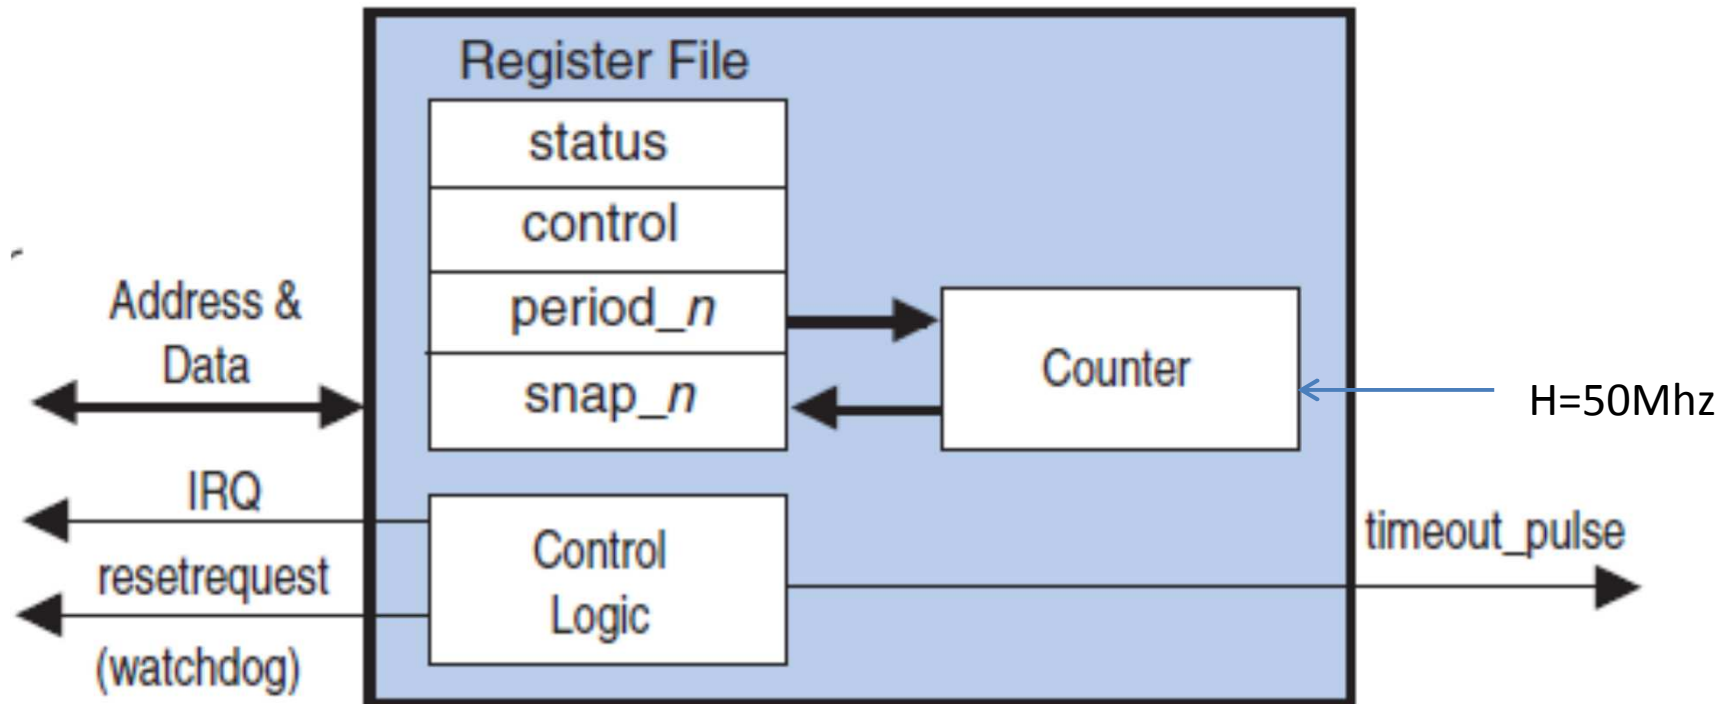 Register File
status
control
period_n
snap_n
Counter
H=50Mhz
Address &
Data
IRQ
resetrequest
(watchdog)
Control
Logic
timeout_pulse